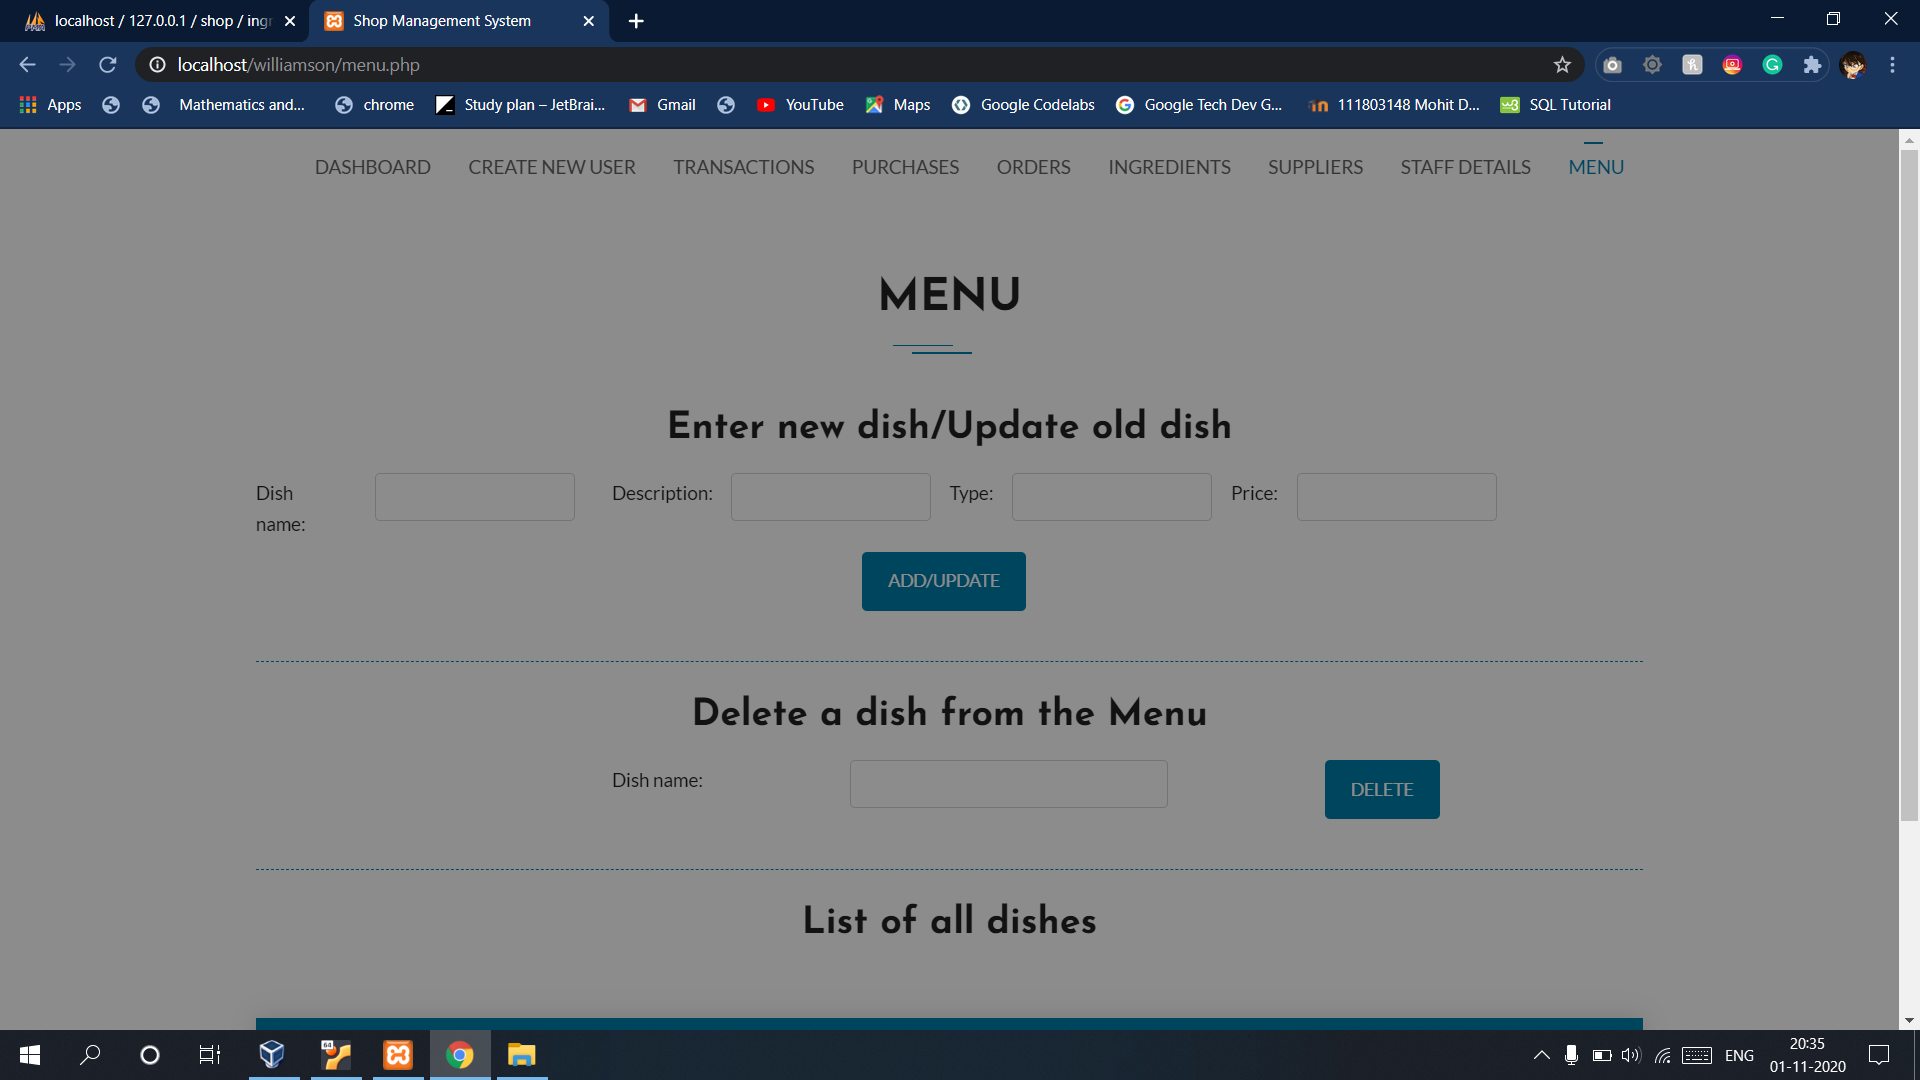 localhost / 127.0.0.1 / shop / ingr
Shop Management System
localhost/williamson/menu.php
Apps
Mathematics and...
chrome
Study plan – JetBrai...
Gmail
YouTube
Maps
Google Codelabs
Google Tech Dev G...
111803148 Mohit D...
SQL Tutorial
DASHBOARD CREATE NEW USER TRANSACTIONS PURCHASES ORDERS INGREDIENTS SUPPLIERS STAFF DETAILS MENU
MENU
Enter new dish/Update old dish
Dish name:
Description:
Type:
Price:
ADD/UPDATE
Delete a dish from the Menu
Dish name:
DELETE
List of all dishes
64
ENG
20:35
01-11-2020